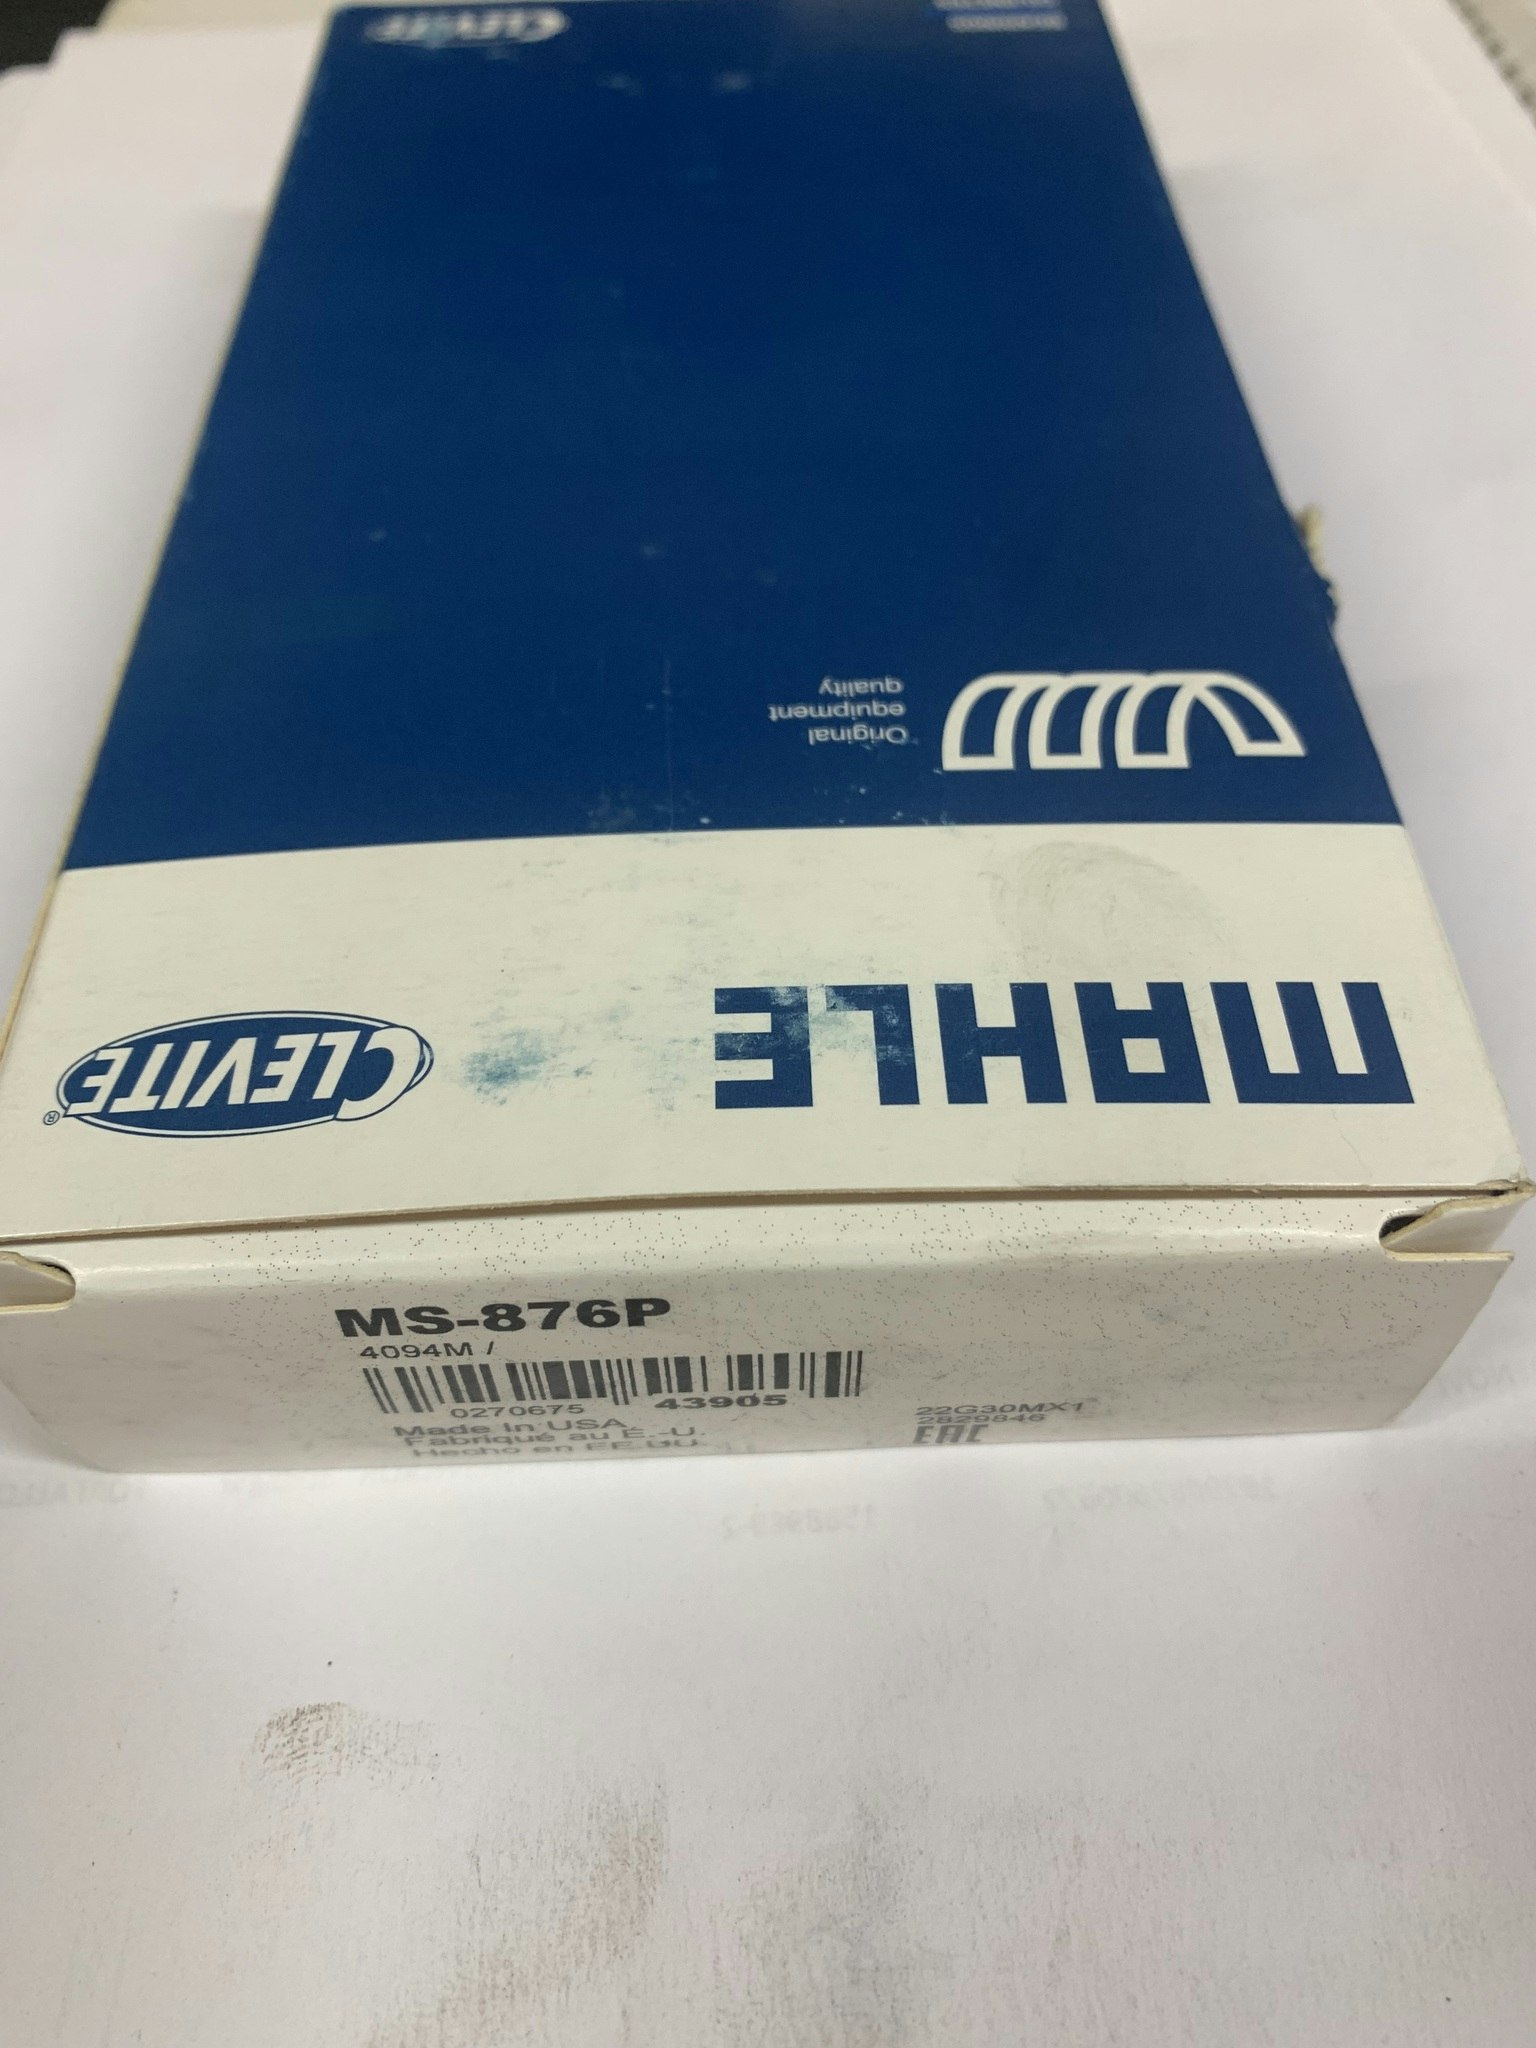 CLEVITE
Original
equipment
quality
MAHLE
CLEVITE®
MS-876P
4094M /
0270675 43905
Made in USA.
Fabriqué au É.-U.
Hecho en EE.UU.
22G30MX1
2829846
EAC